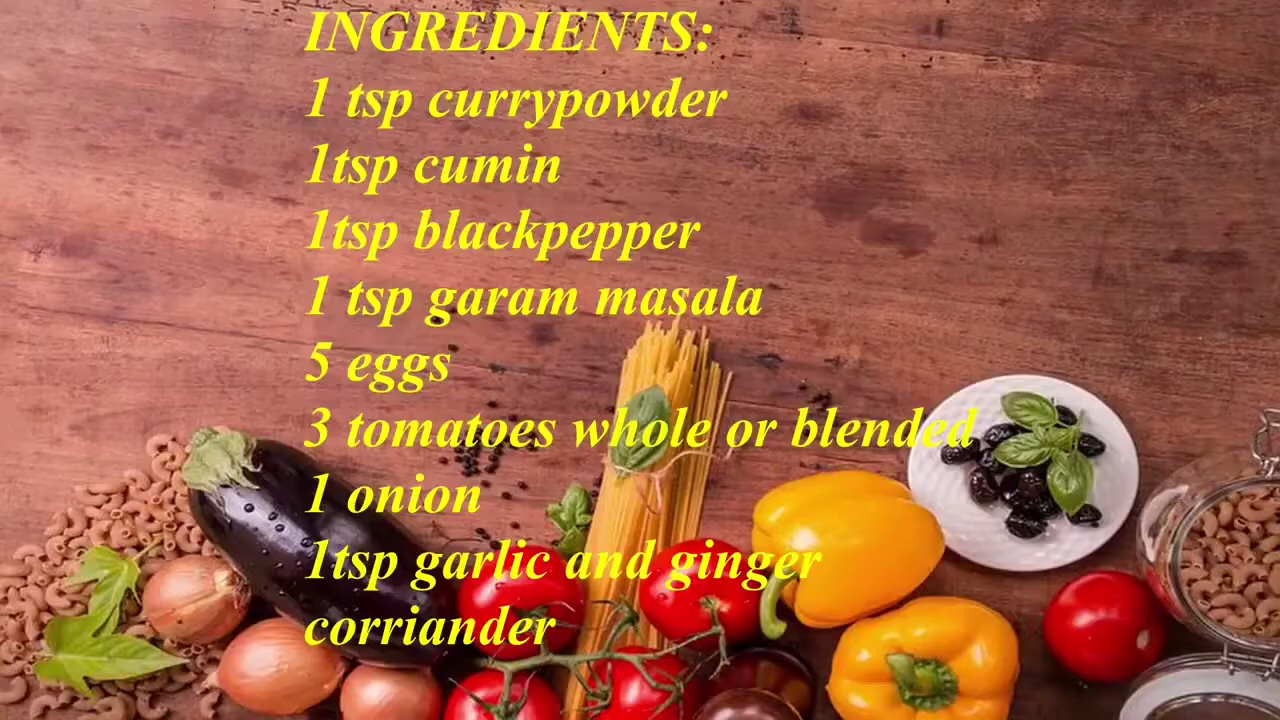 INGREDIENTS:
1 tsp currypowder
1tsp cumin
1tsp blackpepper
1 tsp garam masala
5 eggs
3 tomatoes whole or blended
1 onion
1tsp garlic and ginger
corriander